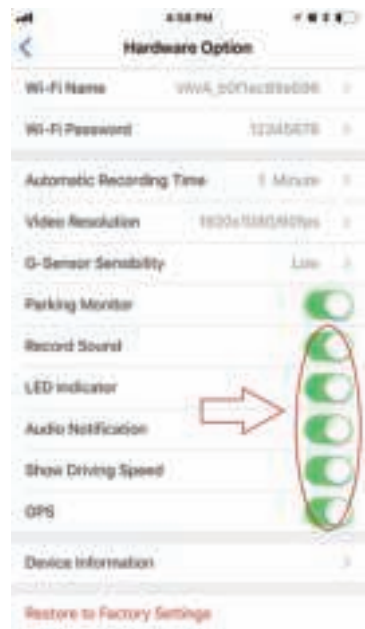 4:58 PM
Hardware Option
Wi-Fi Name
Wi-Fi Password 12345678
Automatic Recording Time 1 Minute
Video Resolution
G-Sensor Sensibility Low
Parking Monitor
Record Sound
LED Indicator
Audio Notification
Show Driving Speed
GPS
Device Information
Restore to Factory Settings